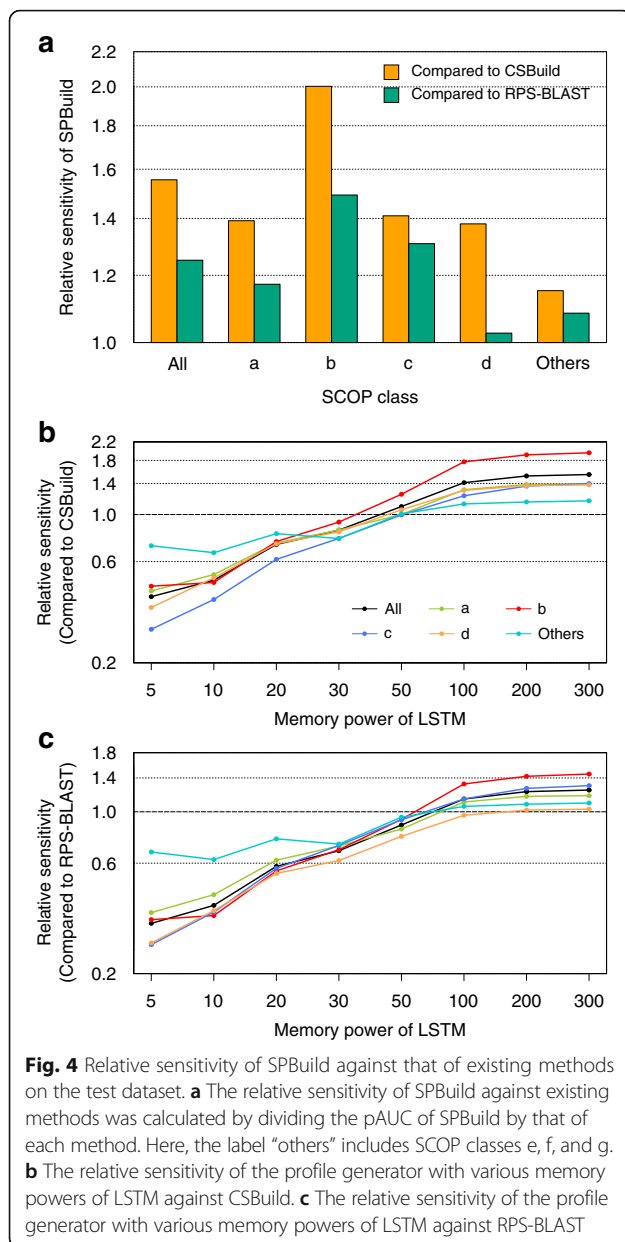 a
2.2
2.0
1.8
1.6
1.4
1.2
1.0
Relative sensitivity of SPBuild
Compared to CSBuild
Compared to RPS-BLAST
All a b c d Others
SCOP class
b
2.2
1.8
1.4
1.0
0.6
0.2
Relative sensitivity
(Compared to CSBuild)
All a b
c d Others
5 10 20 30 50 100 200 300
Memory power of LSTM
c
1.8
1.4
1.0
0.6
0.2
Relative sensitivity
(Compared to RPS-BLAST)
5 10 20 30 50 100 200 300
Memory power of LSTM
Fig. 4 Relative sensitivity of SPBuild against that of existing methods
on the test dataset. a The relative sensitivity of SPBuild against existing
methods was calculated by dividing the pAUC of SPBuild by that of
each method. Here, the label “others” includes SCOP classes e, f, and g.
b The relative sensitivity of the profile generator with various memory
powers of LSTM against CSBuild. c The relative sensitivity of the profile
generator with various memory powers of LSTM against RPS-BLAST